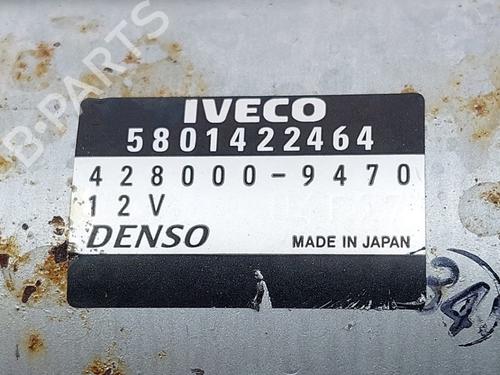 B-PARTS
IVECO
5801422464
428000-9470
12V
DENSO MADE IN JAPAN